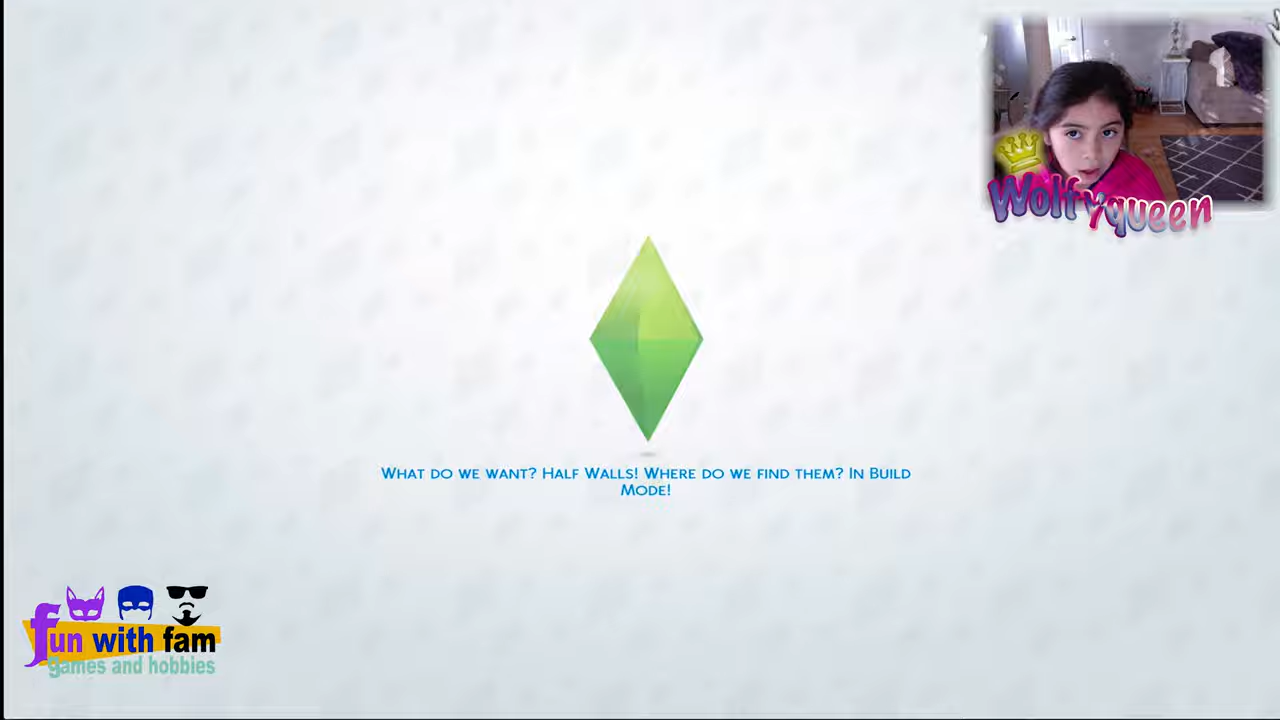 Wolfyqueen
WHAT DO WE WANT? HALF WALLS! WHERE DO WE FIND THEM? IN BUILD
MODE!
fun with fam
games and hobbies